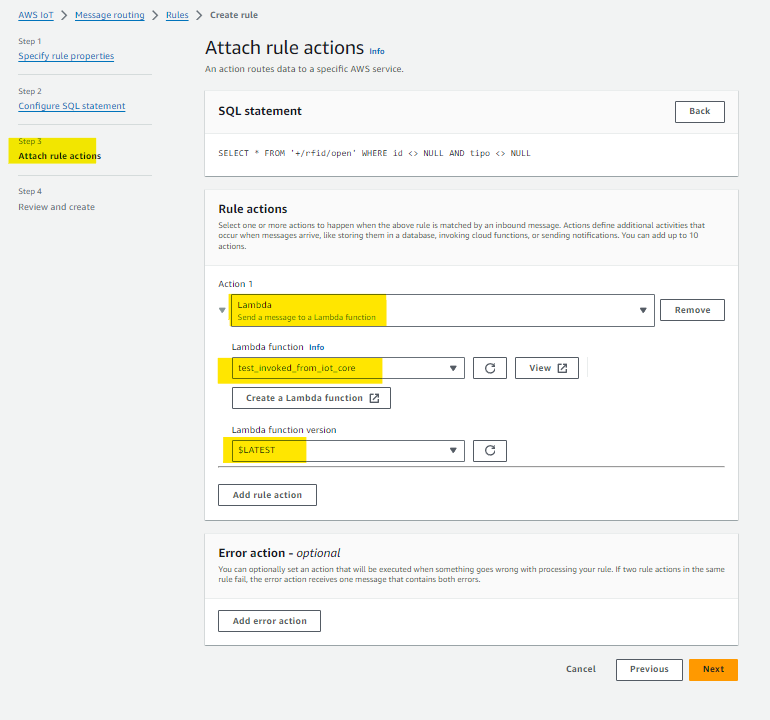 AWS IoT > Message routing > Rules > Create rule
Step 1
Specify rule properties
Step 2
Configure SQL statement
Step 3
Attach rule actions
Step 4
Review and create
Attach rule actions Info
An action routes data to a specific AWS service.
SQL statement
Back
SELECT * FROM '+/rfid/open' WHERE id <> NULL AND tipo <> NULL
Rule actions
Select one or more actions to happen when the above rule is matched by an inbound message. Actions define additional activities that
occur when messages arrive, like storing them in a database, invoking cloud functions, or sending notifications. You can add up to 10
actions.
Action 1
Lambda
Send a message to a Lambda function
Remove
Lambda function Info
test_invoked_from_iot_core
View
Create a Lambda function
Lambda function version
$LATEST
Add rule action
Error action - optional
You can optionally set an action that will be executed when something goes wrong with processing your rule. If two rule actions in the same
rule fail, the error action receives one message that contains both errors.
Add error action
Cancel
Previous
Next